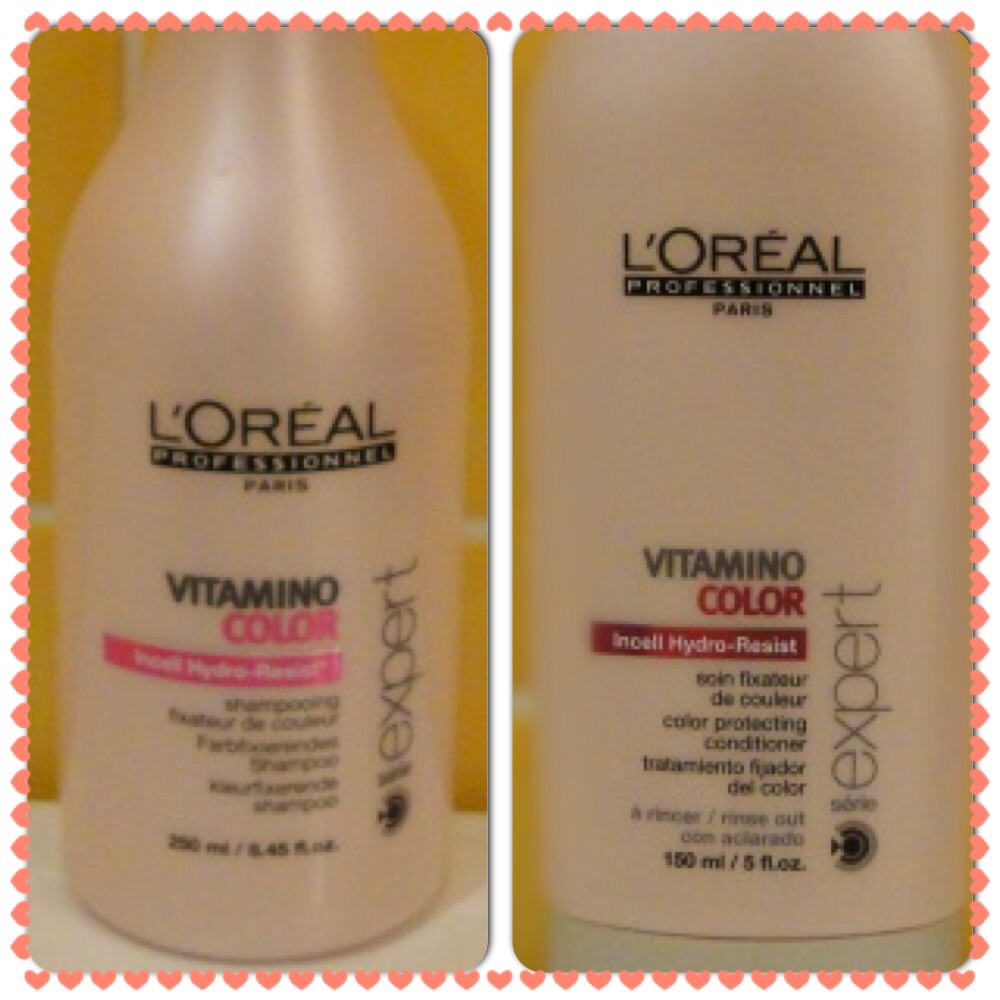 L'ORÉAL
PROFESSIONNEL
PARIS
VITAMINO
COLOR
Incell Hydro-Resist
shampooing
fixateur de couleur
Farbfixierendes
Shampoo
kleurfixerende
shampoo
250 ml / 8.45 fl.oz.
expert
L'ORÉAL
PROFESSIONNEL
PARIS
VITAMINO
COLOR
Incell Hydro-Resist
soin fixateur
de couleur
color protecting
conditioner
tratamiento fijador
del color
à rincer / rinse out
con aclarado
150 ml / 5 fl.oz.
série
expert